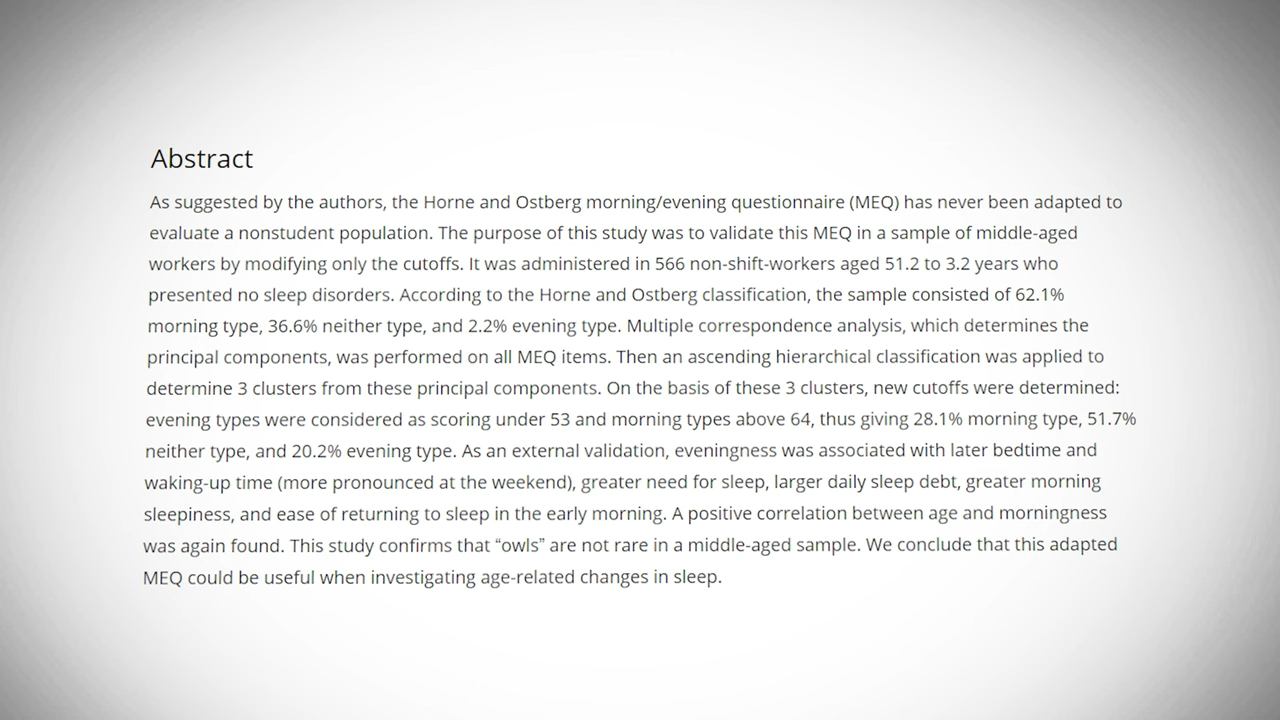 Abstract
As suggested by the authors, the Horne and Ostberg morning/evening questionnaire (MEQ) has never been adapted to
evaluate a nonstudent population. The purpose of this study was to validate this MEQ in a sample of middle-aged
workers by modifying only the cutoffs. It was administered in 566 non-shift-workers aged 51.2 to 3.2 years who
presented no sleep disorders. According to the Horne and Ostberg classification, the sample consisted of 62.1%
morning type, 36.6% neither type, and 2.2% evening type. Multiple correspondence analysis, which determines the
principal components, was performed on all MEQ items. Then an ascending hierarchical classification was applied to
determine 3 clusters from these principal components. On the basis of these 3 clusters, new cutoffs were determined:
evening types were considered as scoring under 53 and morning types above 64, thus giving 28.1% morning type, 51.7%
neither type, and 20.2% evening type. As an external validation, eveningness was associated with later bedtime and
waking-up time (more pronounced at the weekend), greater need for sleep, larger daily sleep debt, greater morning
sleepiness, and ease of returning to sleep in the early morning. A positive correlation between age and morningness
was again found. This study confirms that “owls” are not rare in a middle-aged sample. We conclude that this adapted
MEQ could be useful when investigating age-related changes in sleep.